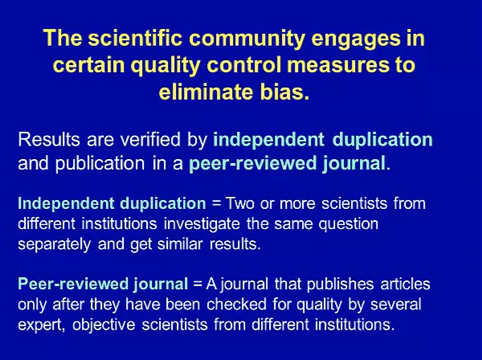 The scientific community engages in
certain quality control measures to
eliminate bias.
Results are verified by independent duplication
and publication in a peer-reviewed journal.
Independent duplication = Two or more scientists from
different institutions investigate the same question
separately and get similar results.
Peer-reviewed journal = A journal that publishes articles
only after they have been checked for quality by several
expert, objective scientists from different institutions.